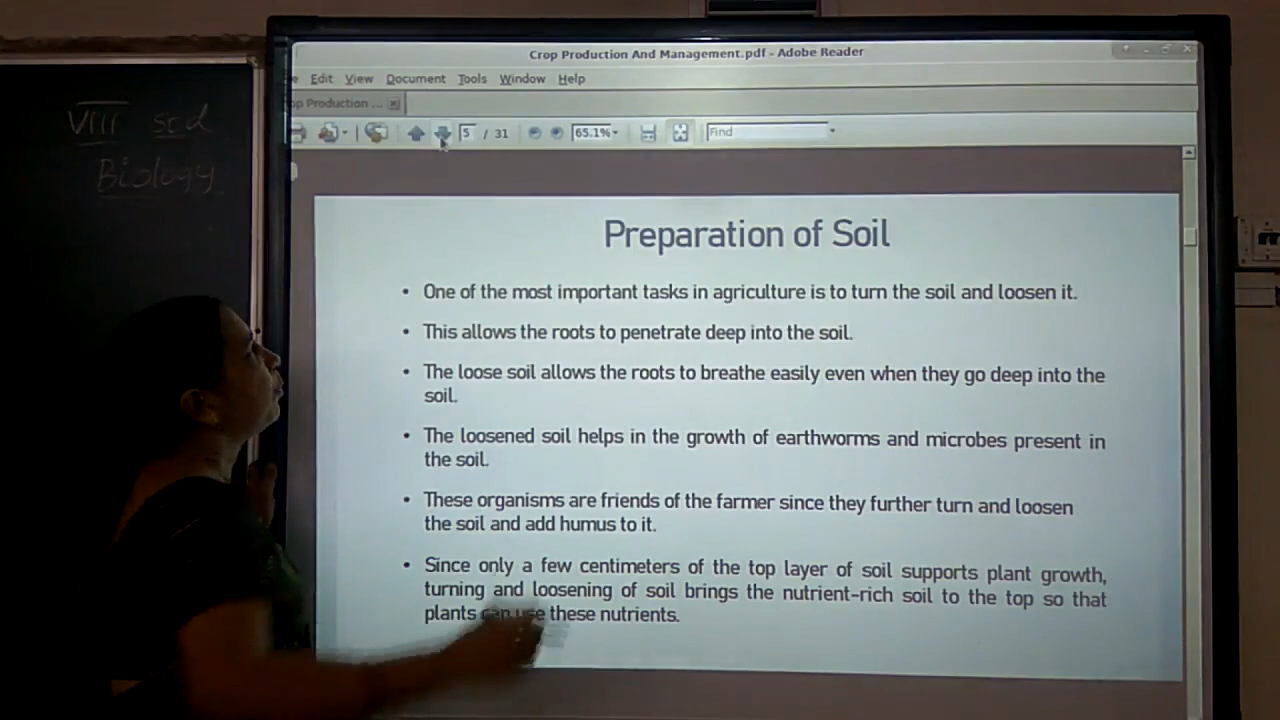 VIII std
Biology
Crop Production And Management.pdf - Adobe Reader
e Edit View Document Tools Window Help
op Production ...
5 / 31 65.1% Find
Preparation of Soil
• One of the most important tasks in agriculture is to turn the soil and loosen it.
• This allows the roots to penetrate deep into the soil.
• The loose soil allows the roots to breathe easily even when they go deep into the
soil.
• The loosened soil helps in the growth of earthworms and microbes present in
the soil.
• These organisms are friends of the farmer since they further turn and loosen
the soil and add humus to it.
• Since only a few centimeters of the top layer of soil supports plant growth,
turning and loosening of soil brings the nutrient-rich soil to the top so that
plants can use these nutrients.